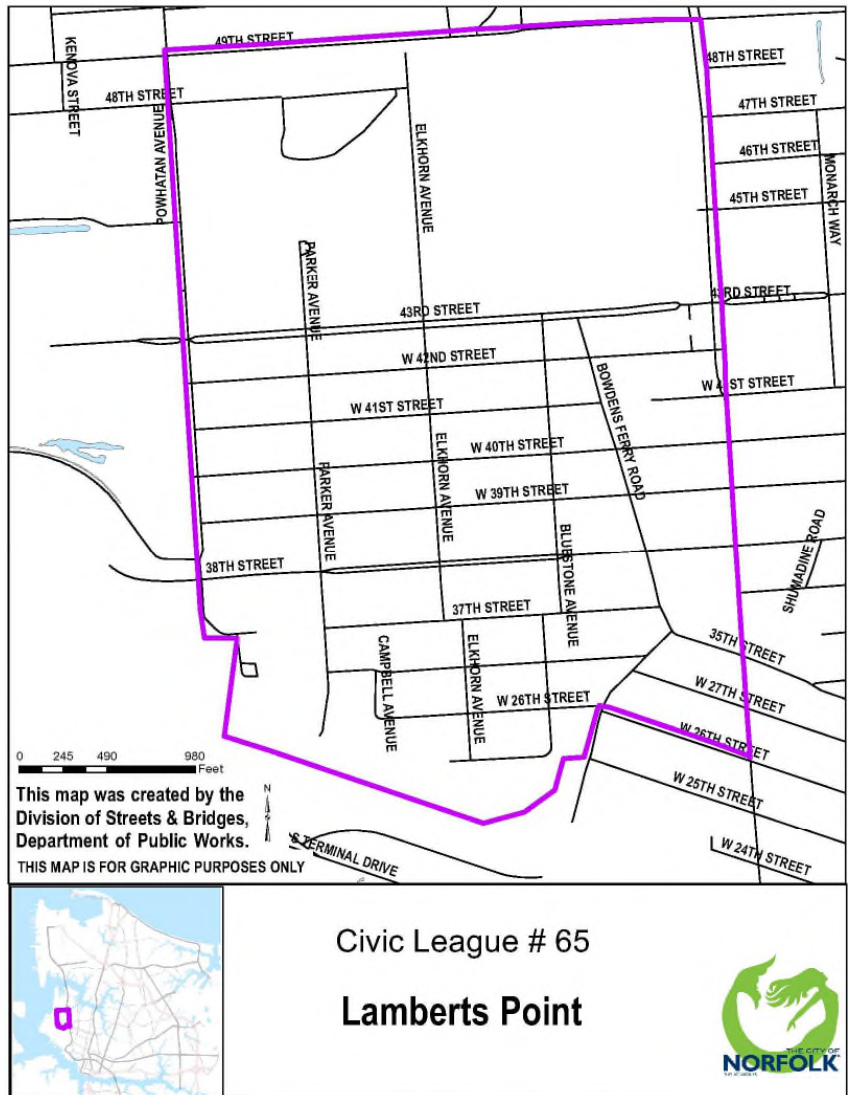 49TH STREET
KENOVA STREET
48TH STREET
POWHATAN AVENUE
ELKHORN AVENUE
48TH STREET
47TH STREET
46TH STREET
45TH STREET
MONARCH WAY
PARKER AVENUE
43RD STREET
43RD STREET
W 42ND STREET
W 41ST STREET
BOWDENS FERRY ROAD
W 41ST STREET
W 40TH STREET
ELKHORN AVENUE
PARKER AVENUE
W 39TH STREET
BLUESTONE AVENUE
SHUMADINE ROAD
38TH STREET
37TH STREET
35TH STREET
CAMPBELL AVENUE
ELKHORN AVENUE
W 26TH STREET
W 27TH STREET
W 26TH STREET
W 25TH STREET
W 24TH STREET
0 245 490 980
Feet
This map was created by the
Division of Streets & Bridges,
Department of Public Works.
N
THIS MAP IS FOR GRAPHIC PURPOSES ONLY
S TERMINAL DRIVE
Civic League # 65
Lamberts Point
THE CITY OF
NORFOLK